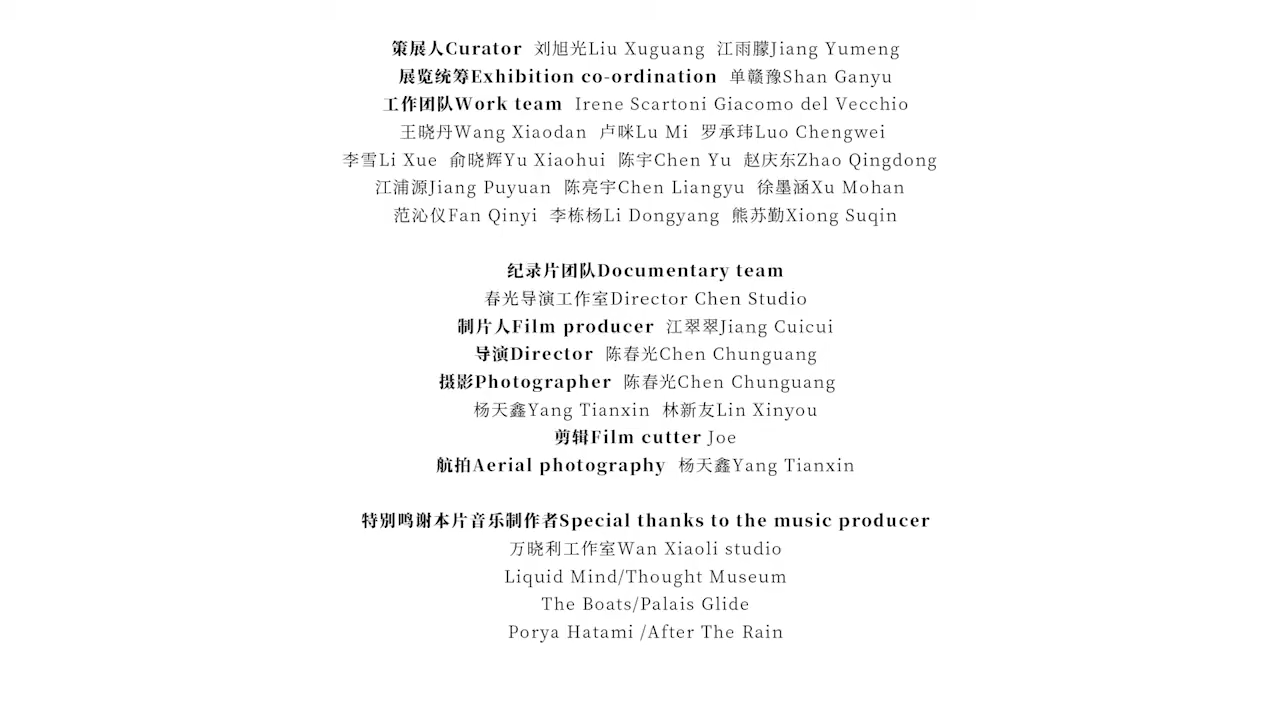 策展人Curator 刘旭光Liu Xuguang 江雨朦Jiang Yumeng
展览统筹Exhibition co-ordination 单赣豫Shan Ganyu
工作团队Work team Irene Scartoni Giacomo del Vecchio
王晓丹Wang Xiaodan 卢咪Lu Mi 罗承玮Luo Chengwei
李雪Li Xue 俞晓辉Yu Xiaohui 陈宇Chen Yu 赵庆东Zhao Qingdong
江浦源Jiang Puyuan 陈亮宇Chen Liangyu 徐墨涵Xu Mohan
范沁仪Fan Qinyi 李栋杨Li Dongyang 熊苏勤Xiong Suqin
纪录片团队Documentary team
春光导演工作室Director Chen Studio
制片人Film producer 江翠翠Jiang Cuicui
导演Director 陈春光Chen Chunguang
摄影Photographer 陈春光Chen Chunguang
杨天鑫Yang Tianxin 林新友Lin Xinyou
剪辑Film cutter Joe
航拍Aerial photography 杨天鑫Yang Tianxin
特别鸣谢本片音乐制作者Special thanks to the music producer
万晓利工作室Wan Xiaoli studio
Liquid Mind/Thought Museum
The Boats/Palais Glide
Porya Hatami /After The Rain